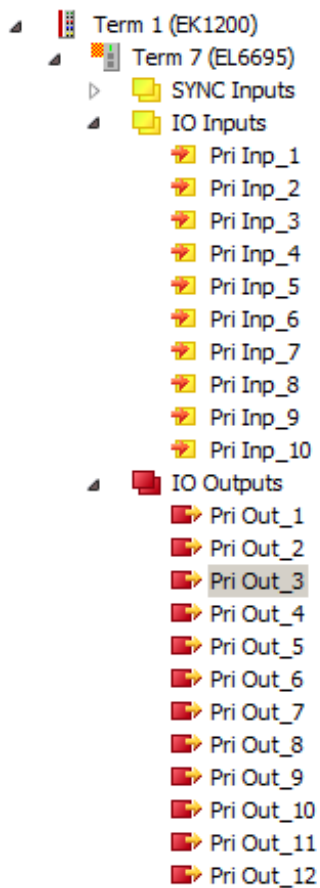 Term 1 (EK1200)
Term 7 (EL6695)
SYNC Inputs
IO Inputs
Pri Inp_1
Pri Inp_2
Pri Inp_3
Pri Inp_4
Pri Inp_5
Pri Inp_6
Pri Inp_7
Pri Inp_8
Pri Inp_9
Pri Inp_10
IO Outputs
Pri Out_1
Pri Out_2
Pri Out_3
Pri Out_4
Pri Out_5
Pri Out_6
Pri Out_7
Pri Out_8
Pri Out_9
Pri Out_10
Pri Out_11
Pri Out_12